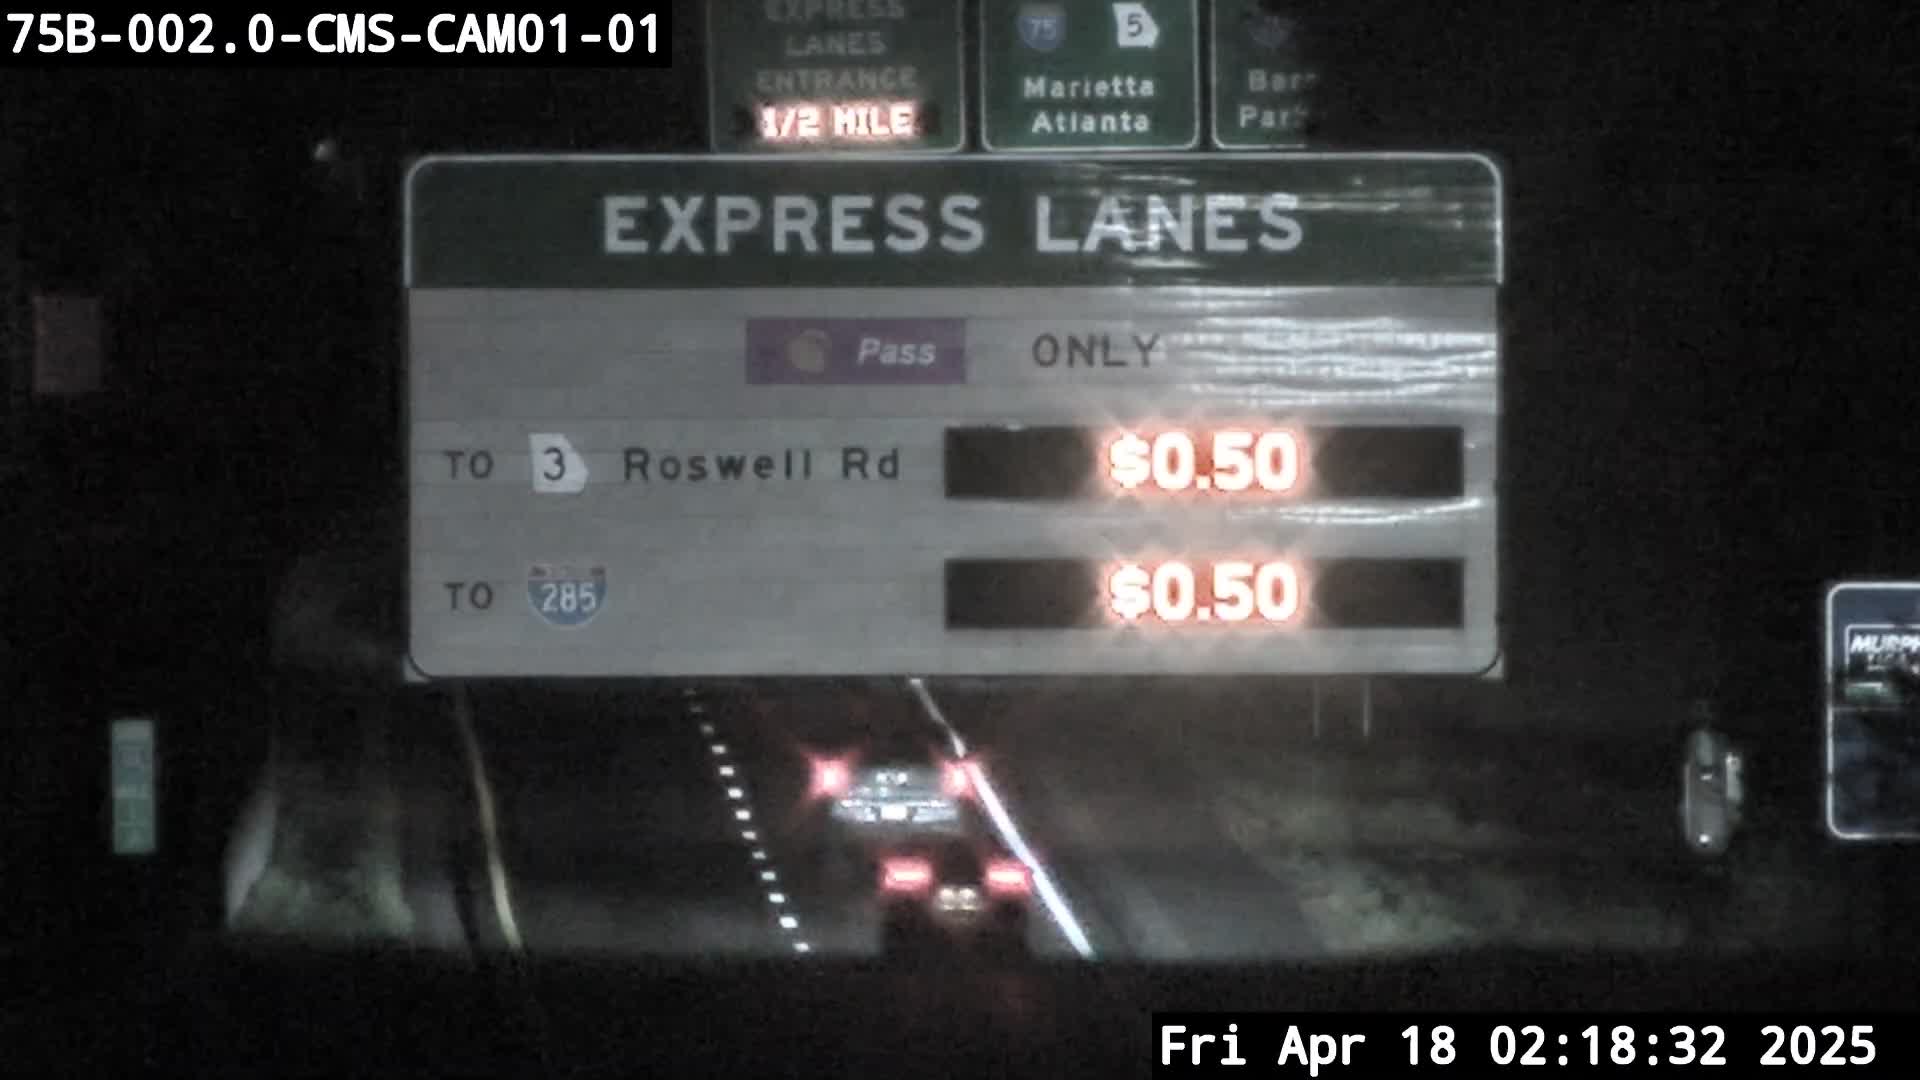 75B-002.0-CMS-CAM01-01
EXPRESS
LANES
ENTRANCE
1/2 MILE
75 5
Marietta
Atlanta
EXPRESS LANES
Pass ONLY
TO 3 Roswell Rd $0.50
TO 285 $0.50
Fri Apr 18 02:18:32 2025